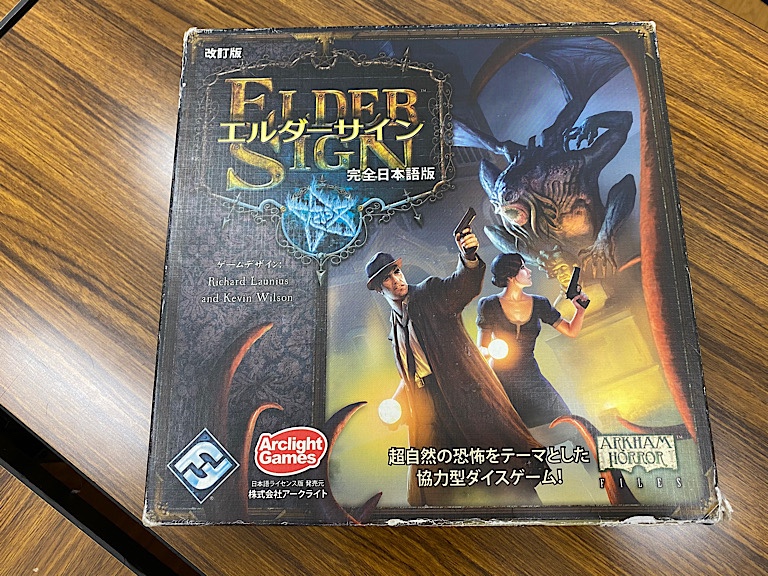 改訂版
ELDER
エルダーサイン
SIGN
完全日本語版
ゲームデザイン:
Richard Launius
and Kevin Wilson
Arclight
Games
日本語ライセンス版 発売元
株式会社アークライト
超自然の恐怖をテーマとした
協力型ダイスゲーム!
ARKHAM
HORROR
FILES